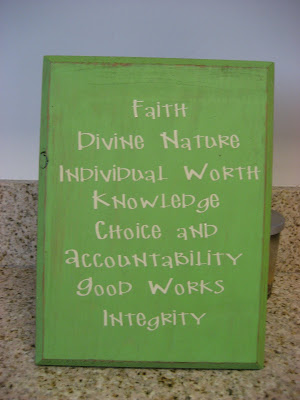 Faith
Divine Nature
Individual Worth
Knowledge
Choice and
Accountability
Good Works
Integrity